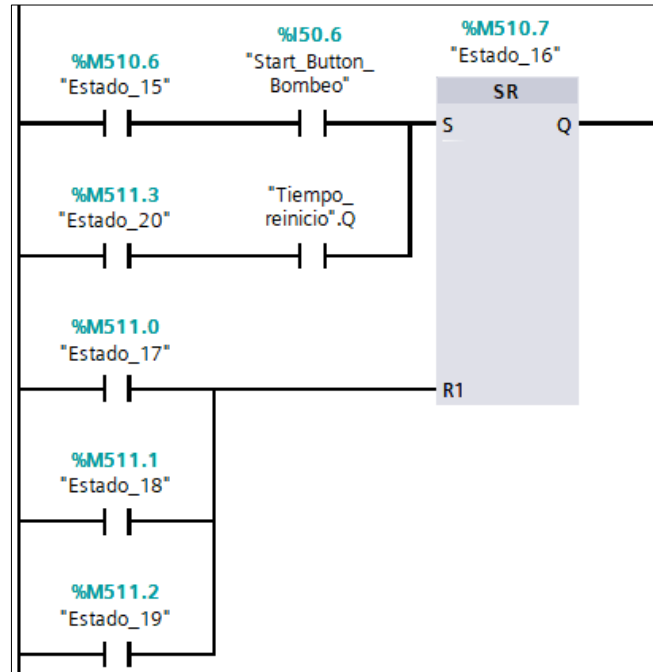 %M510.6
"Estado_15"
%I50.6
"Start_Button_
Bombeo"
%M510.7
"Estado_16"
SR
S
Q
%M511.3
"Estado_20"
"Tiempo_
reinicio".Q
%M511.0
"Estado_17"
R1
%M511.1
"Estado_18"
%M511.2
"Estado_19"